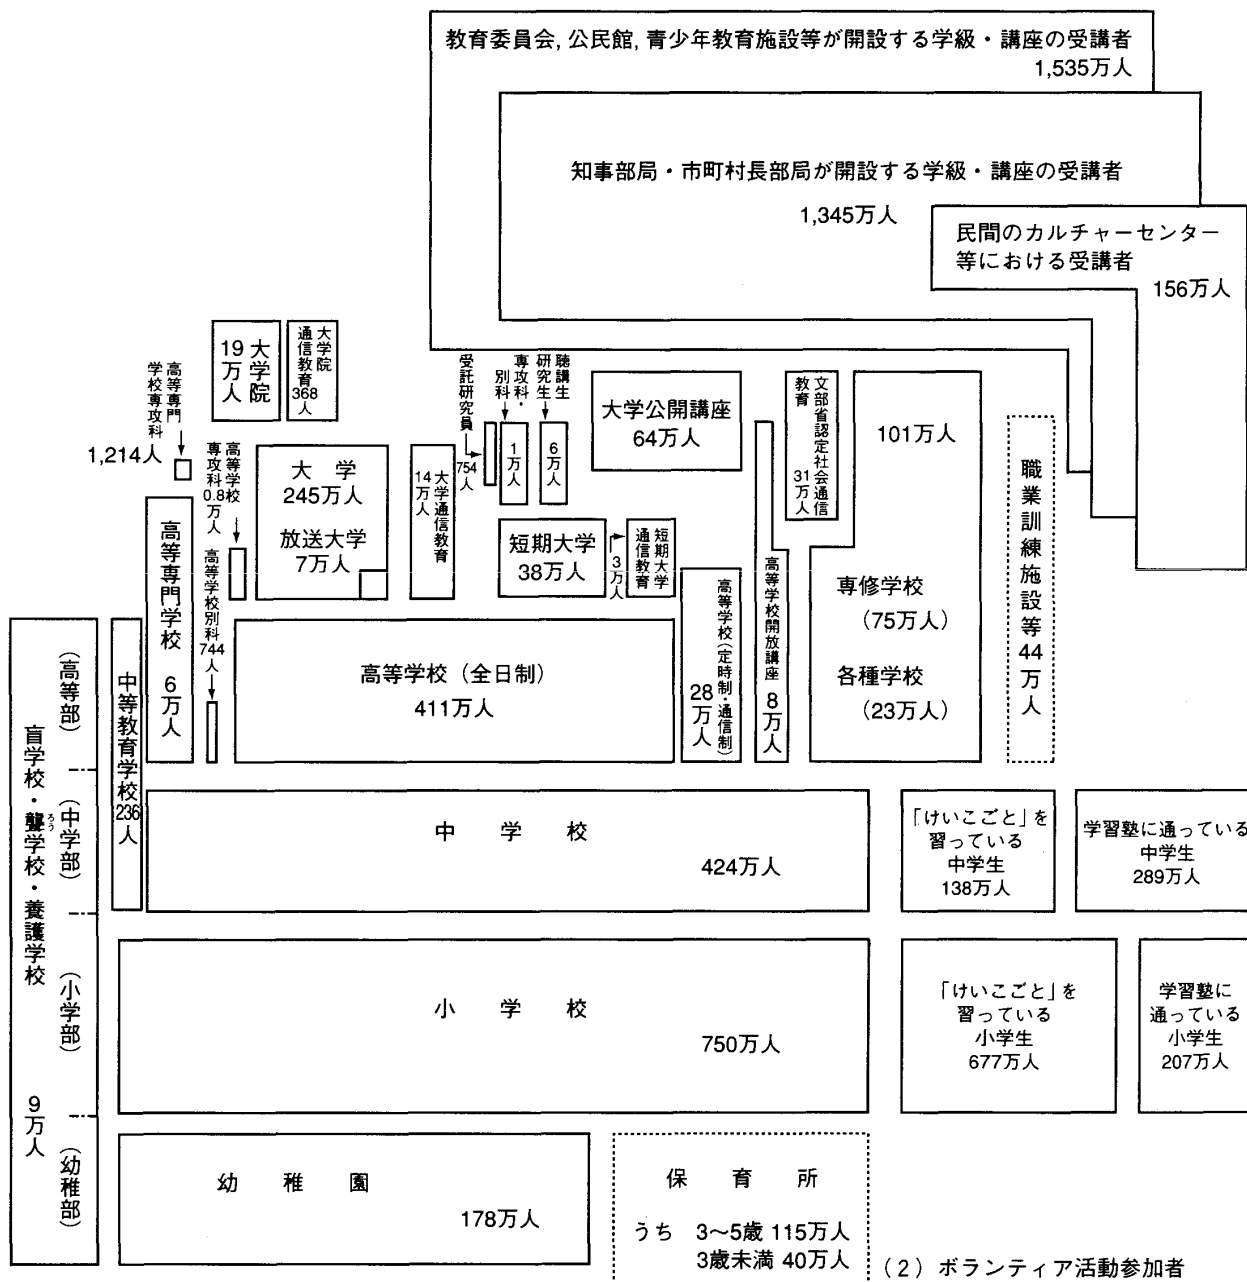 教育委員会, 公民館, 青少年教育施設等が開設する学級・講座の受講者
1,535万人
知事部局・市町村長部局が開設する学級・講座の受講者
1,345万人
民間のカルチャーセンター
等における受講者
156万人
大学院
19万人
大学院
通信教育
368人
高等専門
学校専攻科
1,214人
高等学校
専攻科0.8万人
大　学
245万人
放送大学
7万人
大学通信教育
14万人
受託研究員
754人
専攻科・
別科
1万人
聴講生
研究生
6万人
大学公開講座
64万人
文部省認定社会通信
教育
31万人
101万人
専修学校
（75万人）
各種学校
（23万人）
職業訓練施設等44万人
短期大学
38万人
短期大学
通信教育
3万人
高等専門学校　6万人
高等学校別科744人
高等学校（全日制）
411万人
高等学校（定時制・通信制）
28万人
高等学校開放講座　8万人
中等教育学校236人
盲学校・聾学校・養護学校　9万人
ろう
（高等部）
（中学部）
（小学部）
（幼稚部）
中　学　校
424万人
「けいこごと」を
習っている
中学生
138万人
学習塾に通っている
中学生
289万人
小　学　校
750万人
「けいこごと」を
習っている
小学生
677万人
学習塾に
通っている
小学生
207万人
幼　稚　園
178万人
保　育　所
うち　3〜5歳 115万人
3歳未満 40万人
（2）ボランティア活動参加者